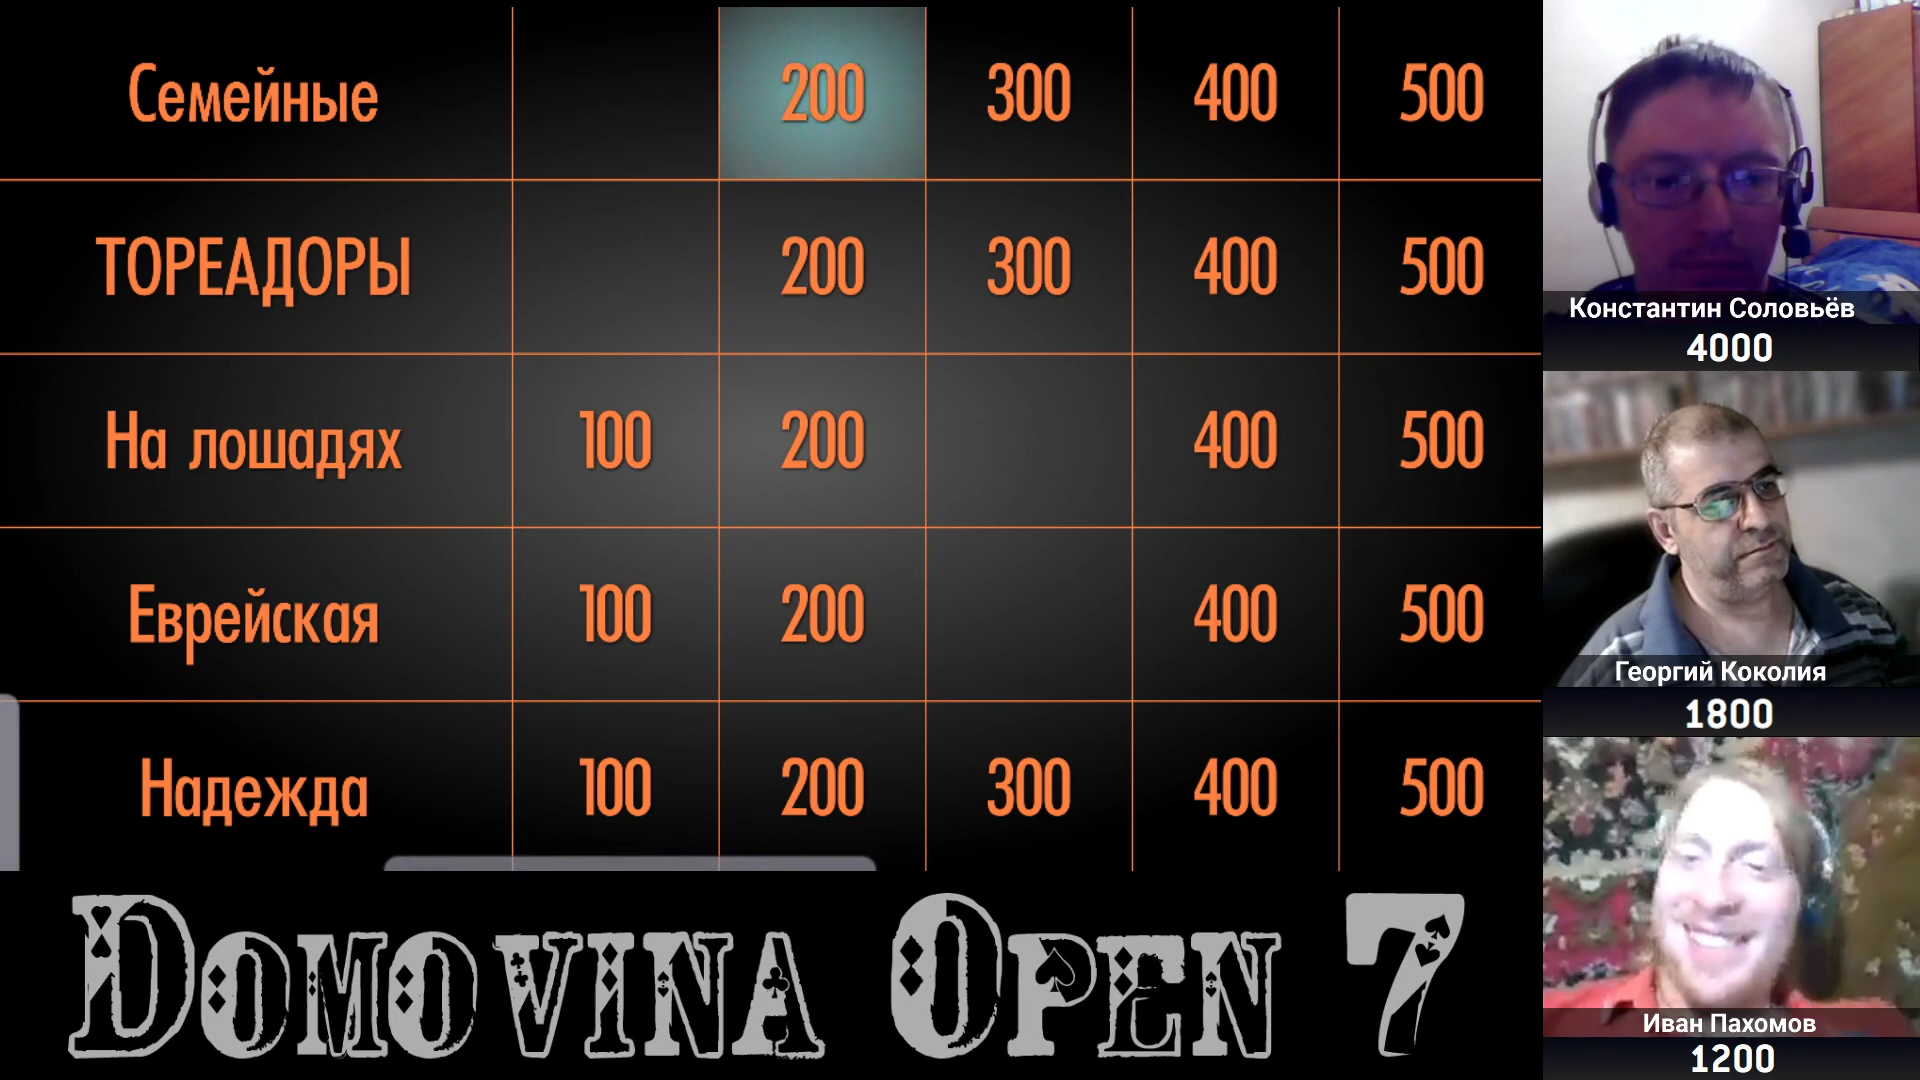 Семейные 200 300 400 500
ТОРЕАДОРЫ 200 300 400 500
На лошадях 100 200 400 500
Еврейская 100 200 400 500
Надежда 100 200 300 400 500
DOMOVINA OPEN 7
Константин Соловьёв
4000
Георгий Коколия
1800
Иван Пахомов
1200